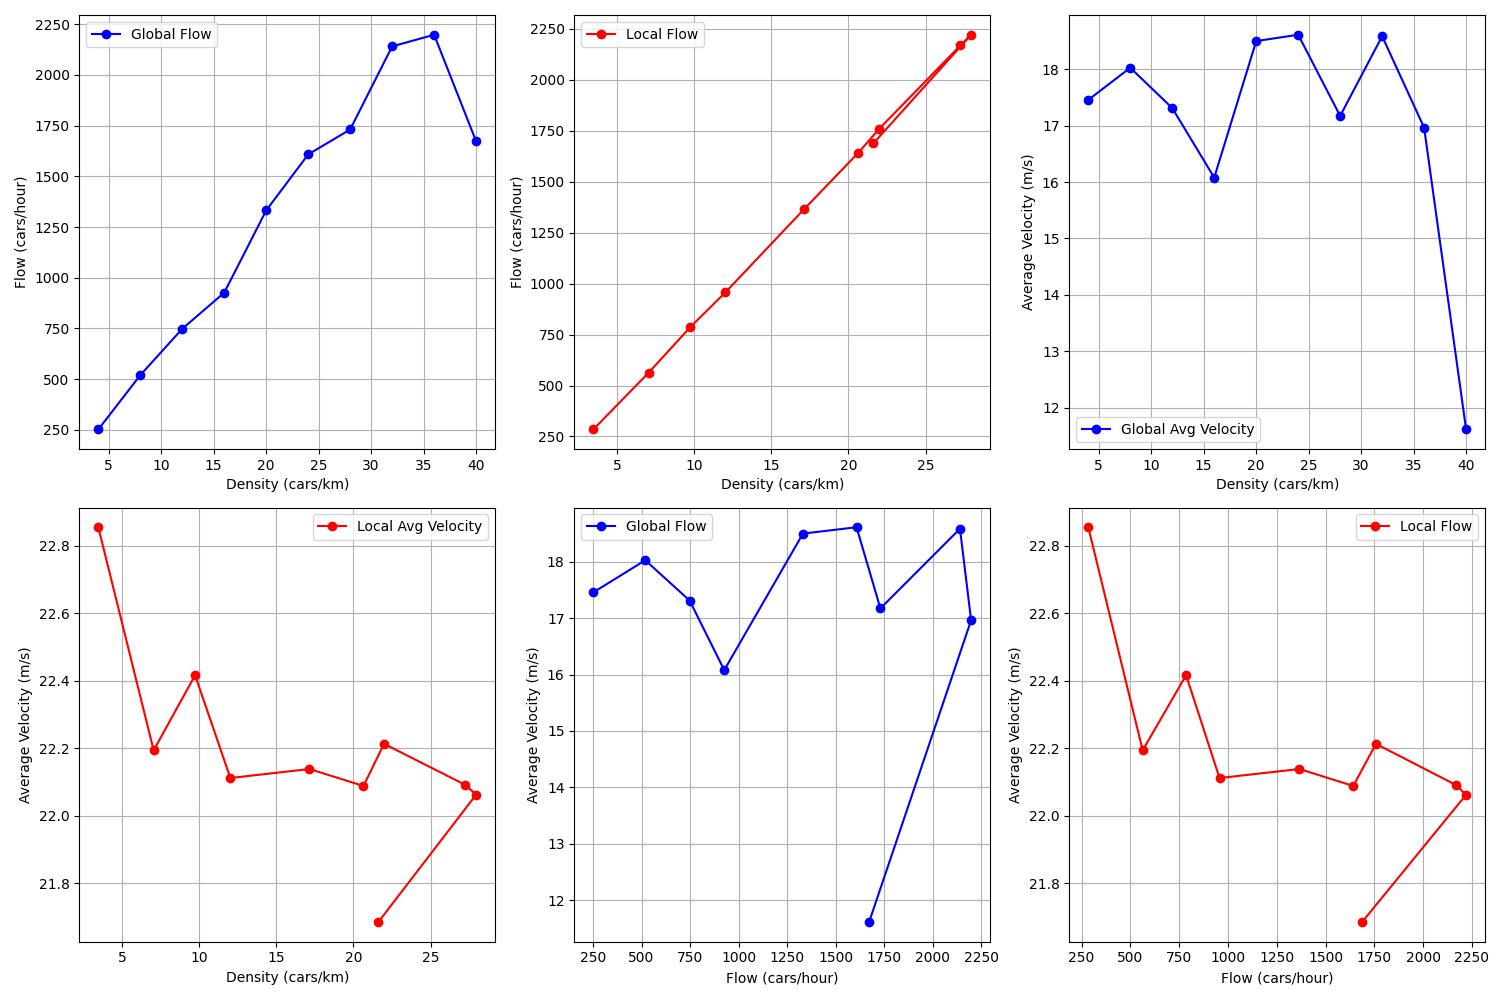 2250
2000
1750
1500
1250
1000
750
500
250
Flow (cars/hour)
Global Flow
5 10 15 20 25 30 35 40
Density (cars/km)
2250
2000
1750
1500
1250
1000
750
500
250
Flow (cars/hour)
Local Flow
5 10 15 20 25
Density (cars/km)
18
17
16
15
14
13
12
Average Velocity (m/s)
Global Avg Velocity
5 10 15 20 25 30 35 40
Density (cars/km)
22.8
22.6
22.4
22.2
22.0
21.8
Average Velocity (m/s)
Local Avg Velocity
5 10 15 20 25
Density (cars/km)
18
17
16
15
14
13
12
Average Velocity (m/s)
Global Flow
250 500 750 1000 1250 1500 1750 2000 2250
Flow (cars/hour)
22.8
22.6
22.4
22.2
22.0
21.8
Average Velocity (m/s)
Local Flow
250 500 750 1000 1250 1500 1750 2000 2250
Flow (cars/hour)